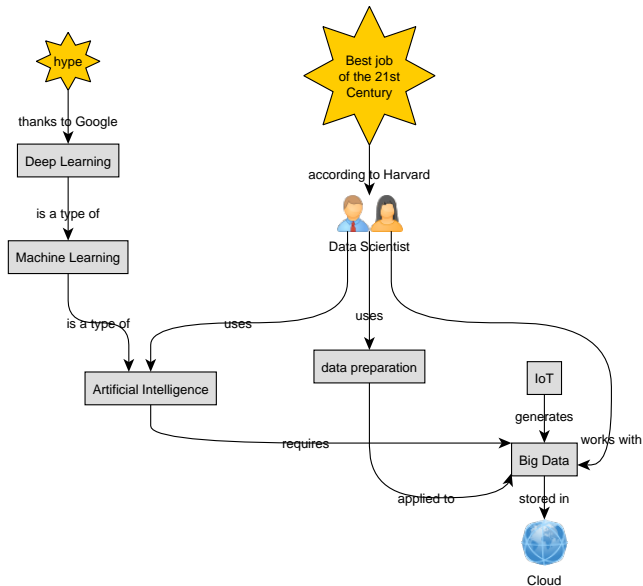 hype
Best job
of the 21st
Century
thanks to Google
Deep Learning
according to Harvard
is a type of
Data Scientist
Machine Learning
is a type of
uses
uses
Artificial Intelligence
data preparation
IoT
generates
requires
works with
Big Data
applied to
stored in
Cloud